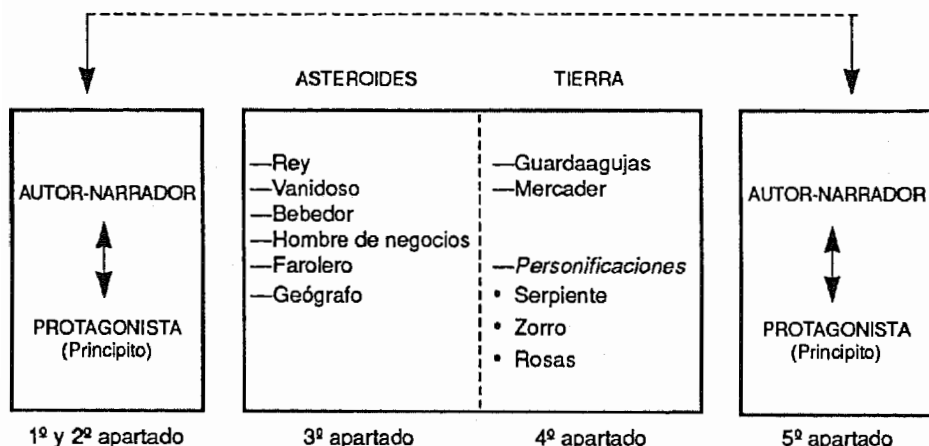 ASTEROIDES
TIERRA
AUTOR-NARRADOR
PROTAGONISTA
(Principito)
—Rey
—Vanidoso
—Bebedor
—Hombre de negocios
—Farolero
—Geógrafo
—Guardaagujas
—Mercader
—Personificaciones
• Serpiente
• Zorro
• Rosas
AUTOR-NARRADOR
PROTAGONISTA
(Principito)
1º y 2º apartado
3º apartado
4º apartado
5º apartado